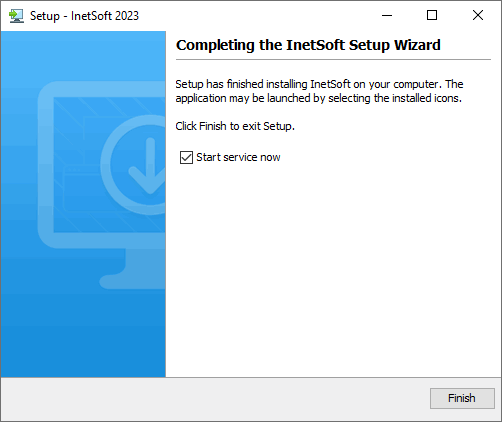 Setup - InetSoft 2023
Completing the InetSoft Setup Wizard
Setup has finished installing InetSoft on your computer. The
application may be launched by selecting the installed icons.
Click Finish to exit Setup.
Start service now
Finish